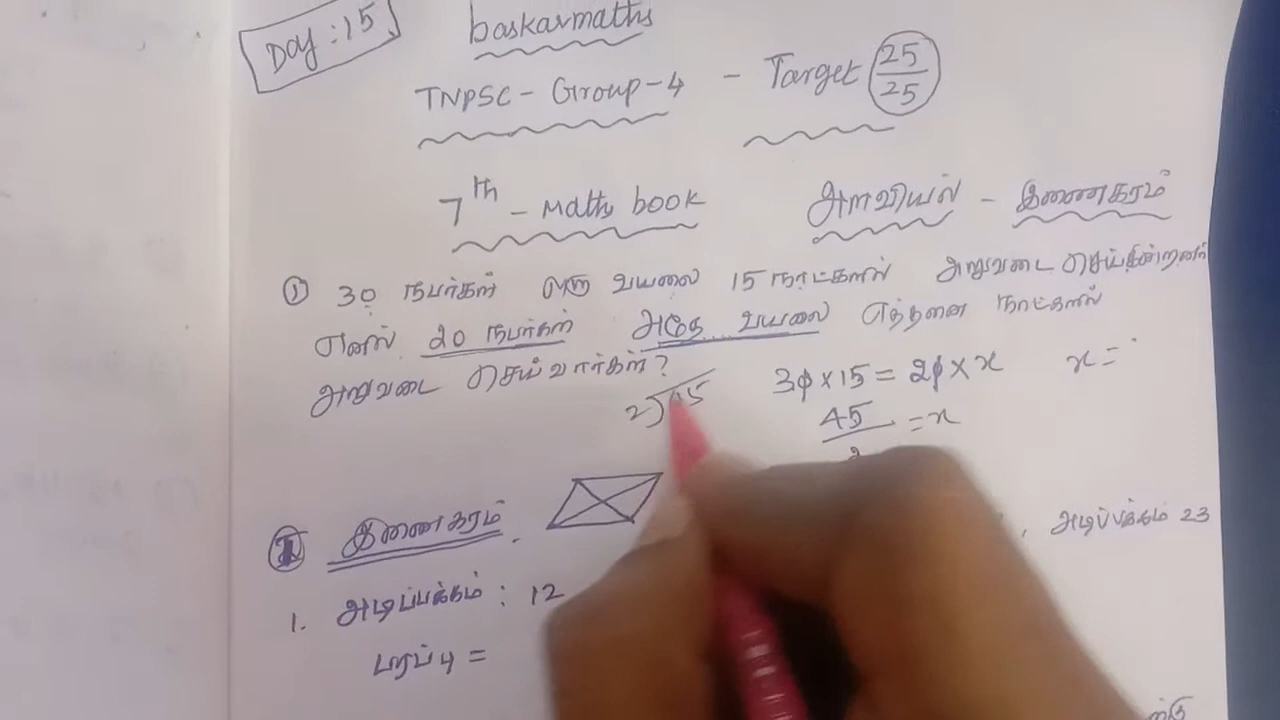 Day : 15
baskarmaths
TNPSC - Group - 4 - Target 25/25
7th - Math book அளவியல் - இணைகரம்
① 30 நபர்கள் ஒரு வயலை 15 நாட்களில் அறுவடை செய்கின்றனர்
எனில் 20 நபர்கள் அதே வயலை எத்தனை நாட்களில்
அறுவடை செய்வார்கள்?
30 x 15 = 20 x x x =
2) 45
45/2 = x
இணைகரம்
, அடிப்பக்கம் 23
1. அடிப்பக்கம் : 12
பரப்பு =